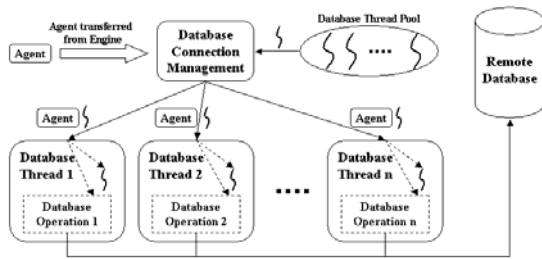 Agent transferred
from Engine
Agent
Database
Connection
Management
Database Thread Pool
Remote
Database
Agent
Agent
Agent
Database
Thread 1
Database
Operation 1
Database
Thread 2
Database
Operation 2
Database
Thread n
Database
Operation n